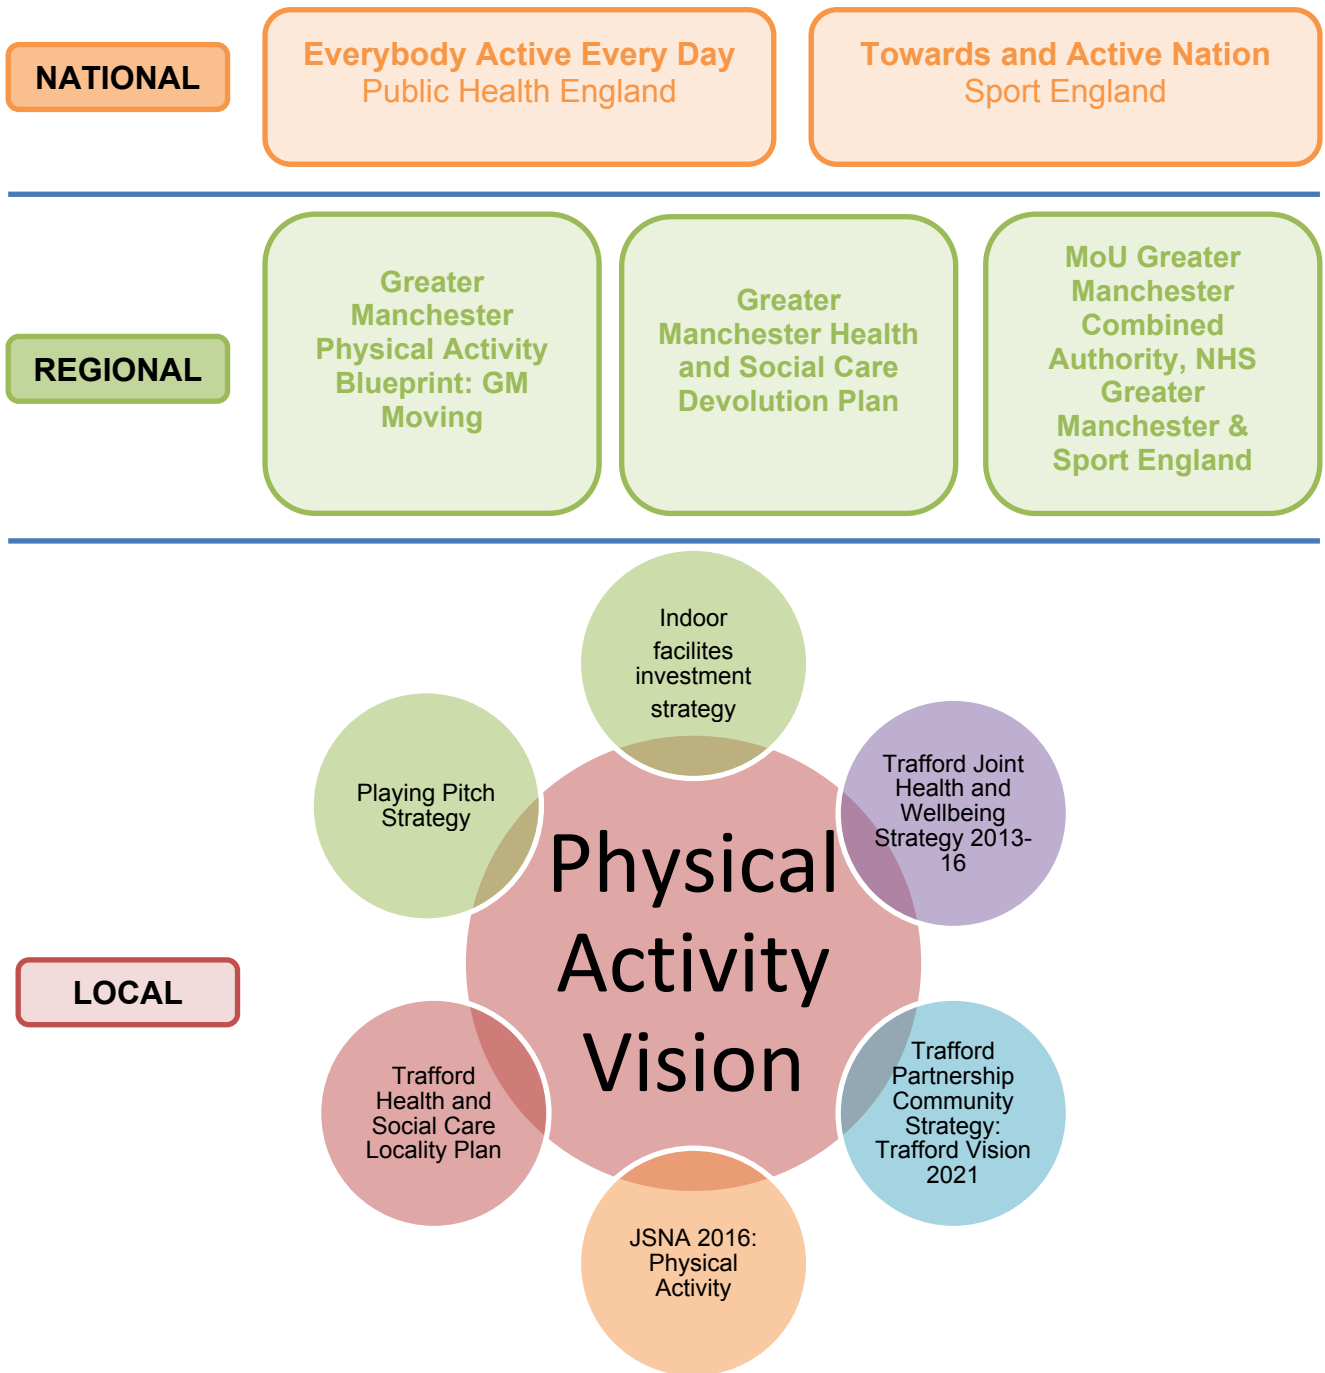 NATIONAL
Everybody Active Every Day
Public Health England
Towards and Active Nation
Sport England
REGIONAL
Greater
Manchester
Physical Activity
Blueprint: GM
Moving
Greater
Manchester Health
and Social Care
Devolution Plan
MoU Greater
Manchester
Combined
Authority, NHS
Greater
Manchester &
Sport England
LOCAL
Indoor
facilites
investment
strategy
Playing Pitch
Strategy
Trafford Joint
Health and
Wellbeing
Strategy 2013-
16
Physical
Activity
Vision
Trafford
Health and
Social Care
Locality Plan
Trafford
Partnership
Community
Strategy:
Trafford Vision
2021
JSNA 2016:
Physical
Activity